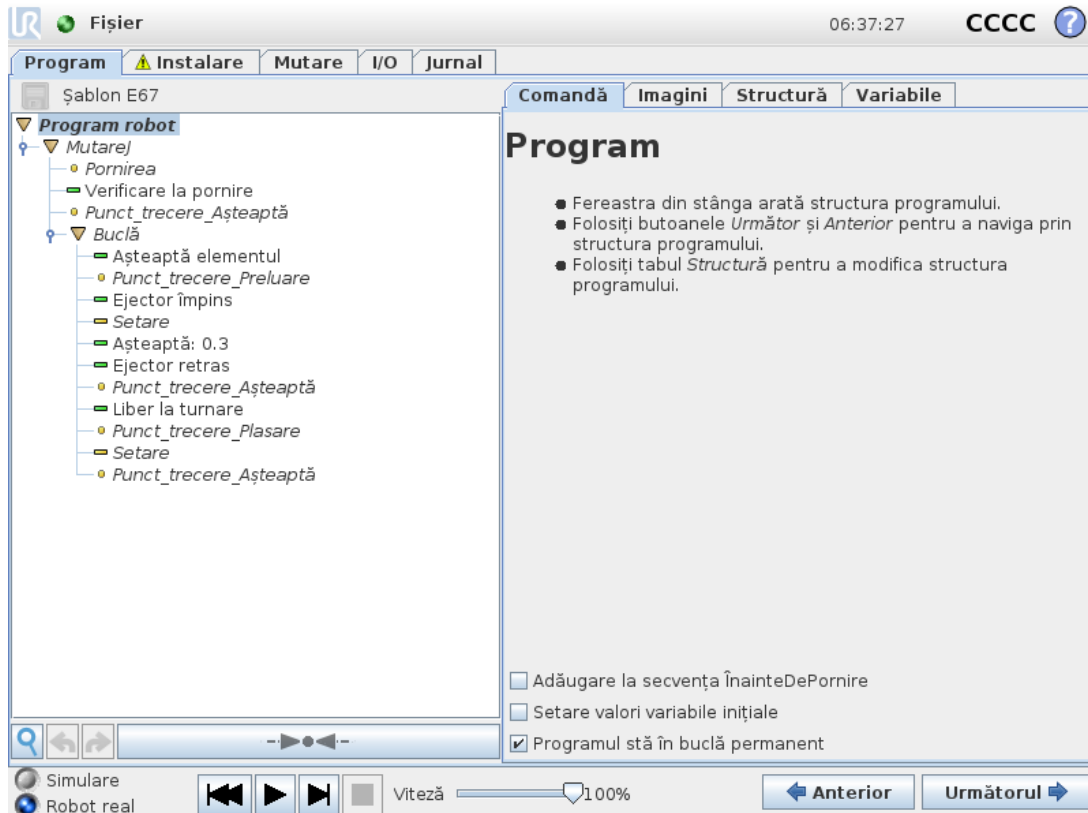 UR
Fișier
06:37:27
CCCC
?
Program
Instalare
Mutare
I/O
Jurnal
Șablon E67
Program robot
MutareJ
Pornirea
Verificare la pornire
Punct_trecere_Așteaptă
Buclă
Așteaptă elementul
Punct_trecere_Preluare
Ejector împins
Setare
Așteaptă: 0.3
Ejector retras
Punct_trecere_Așteaptă
Liber la turnare
Punct_trecere_Plasare
Setare
Punct_trecere_Așteaptă
Comandă
Imagini
Structură
Variabile
Program
Fereastra din stânga arată structura programului.
Folosiți butoanele Următor și Anterior pentru a naviga prin
structura programului.
Folosiți tabul Structură pentru a modifica structura
programului.
Adăugare la secvența ÎnainteDePornire
Setare valori variabile inițiale
Programul stă în buclă permanent
Simulare
Robot real
Viteză
100%
Anterior
Următorul